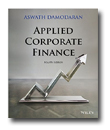 ASWATH DAMODARAN
APPLIED
CORPORATE
FINANCE
WILEY